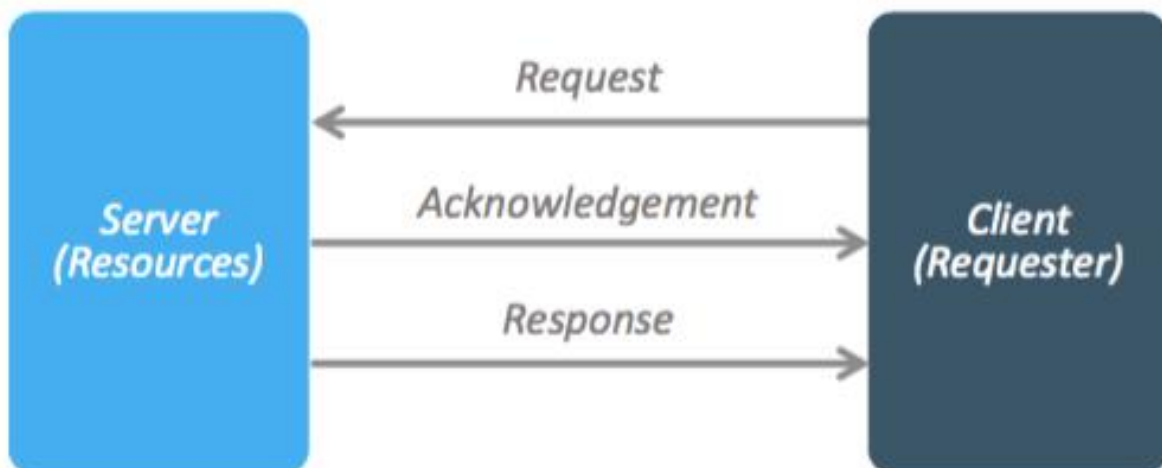 Request
Acknowledgement
Server
(Resources)
Client
(Requester)
Response